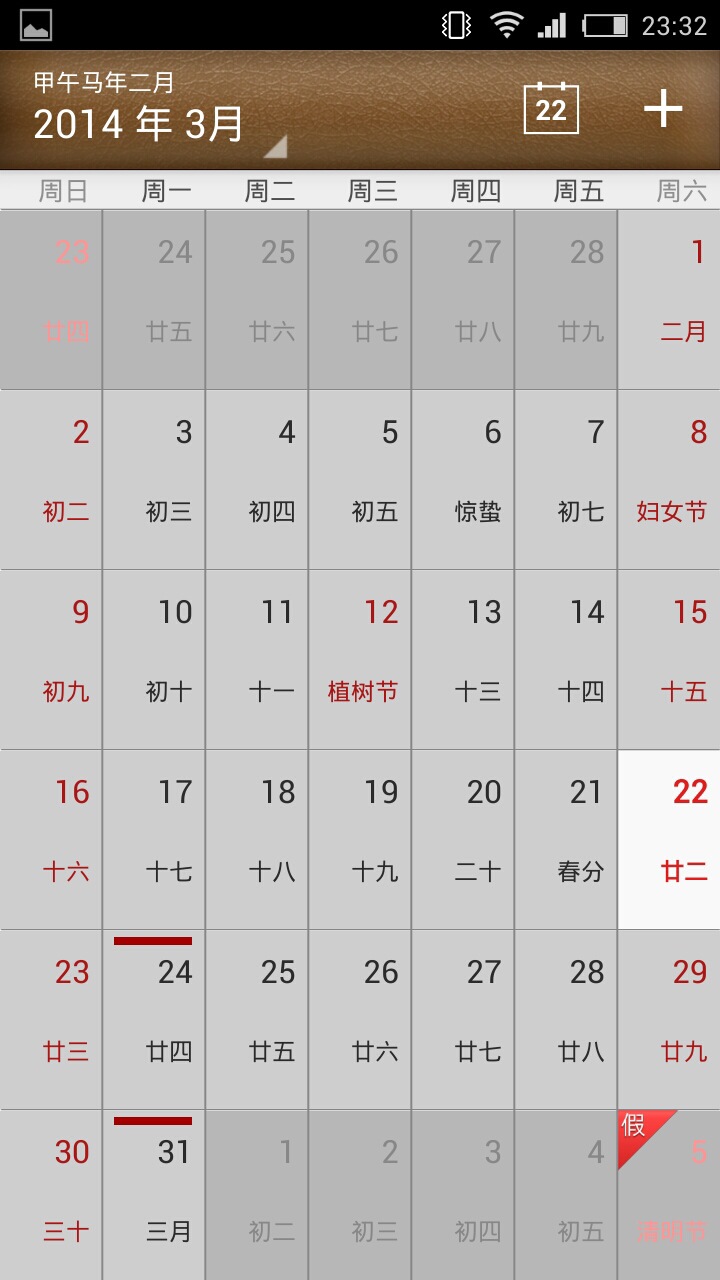 23:32
甲午马年二月
2014 年 3月
22
周日 周一 周二 周三 周四 周五 周六
23 24 25 26 27 28 1
廿四 廿五 廿六 廿七 廿八 廿九 二月
2 3 4 5 6 7 8
初二 初三 初四 初五 惊蛰 初七 妇女节
9 10 11 12 13 14 15
初九 初十 十一 植树节 十三 十四 十五
16 17 18 19 20 21 22
十六 十七 十八 十九 二十 春分 廿二
23 24 25 26 27 28 29
廿三 廿四 廿五 廿六 廿七 廿八 廿九
假
30 31 1 2 3 4 5
三十 三月 初二 初三 初四 初五 清明节